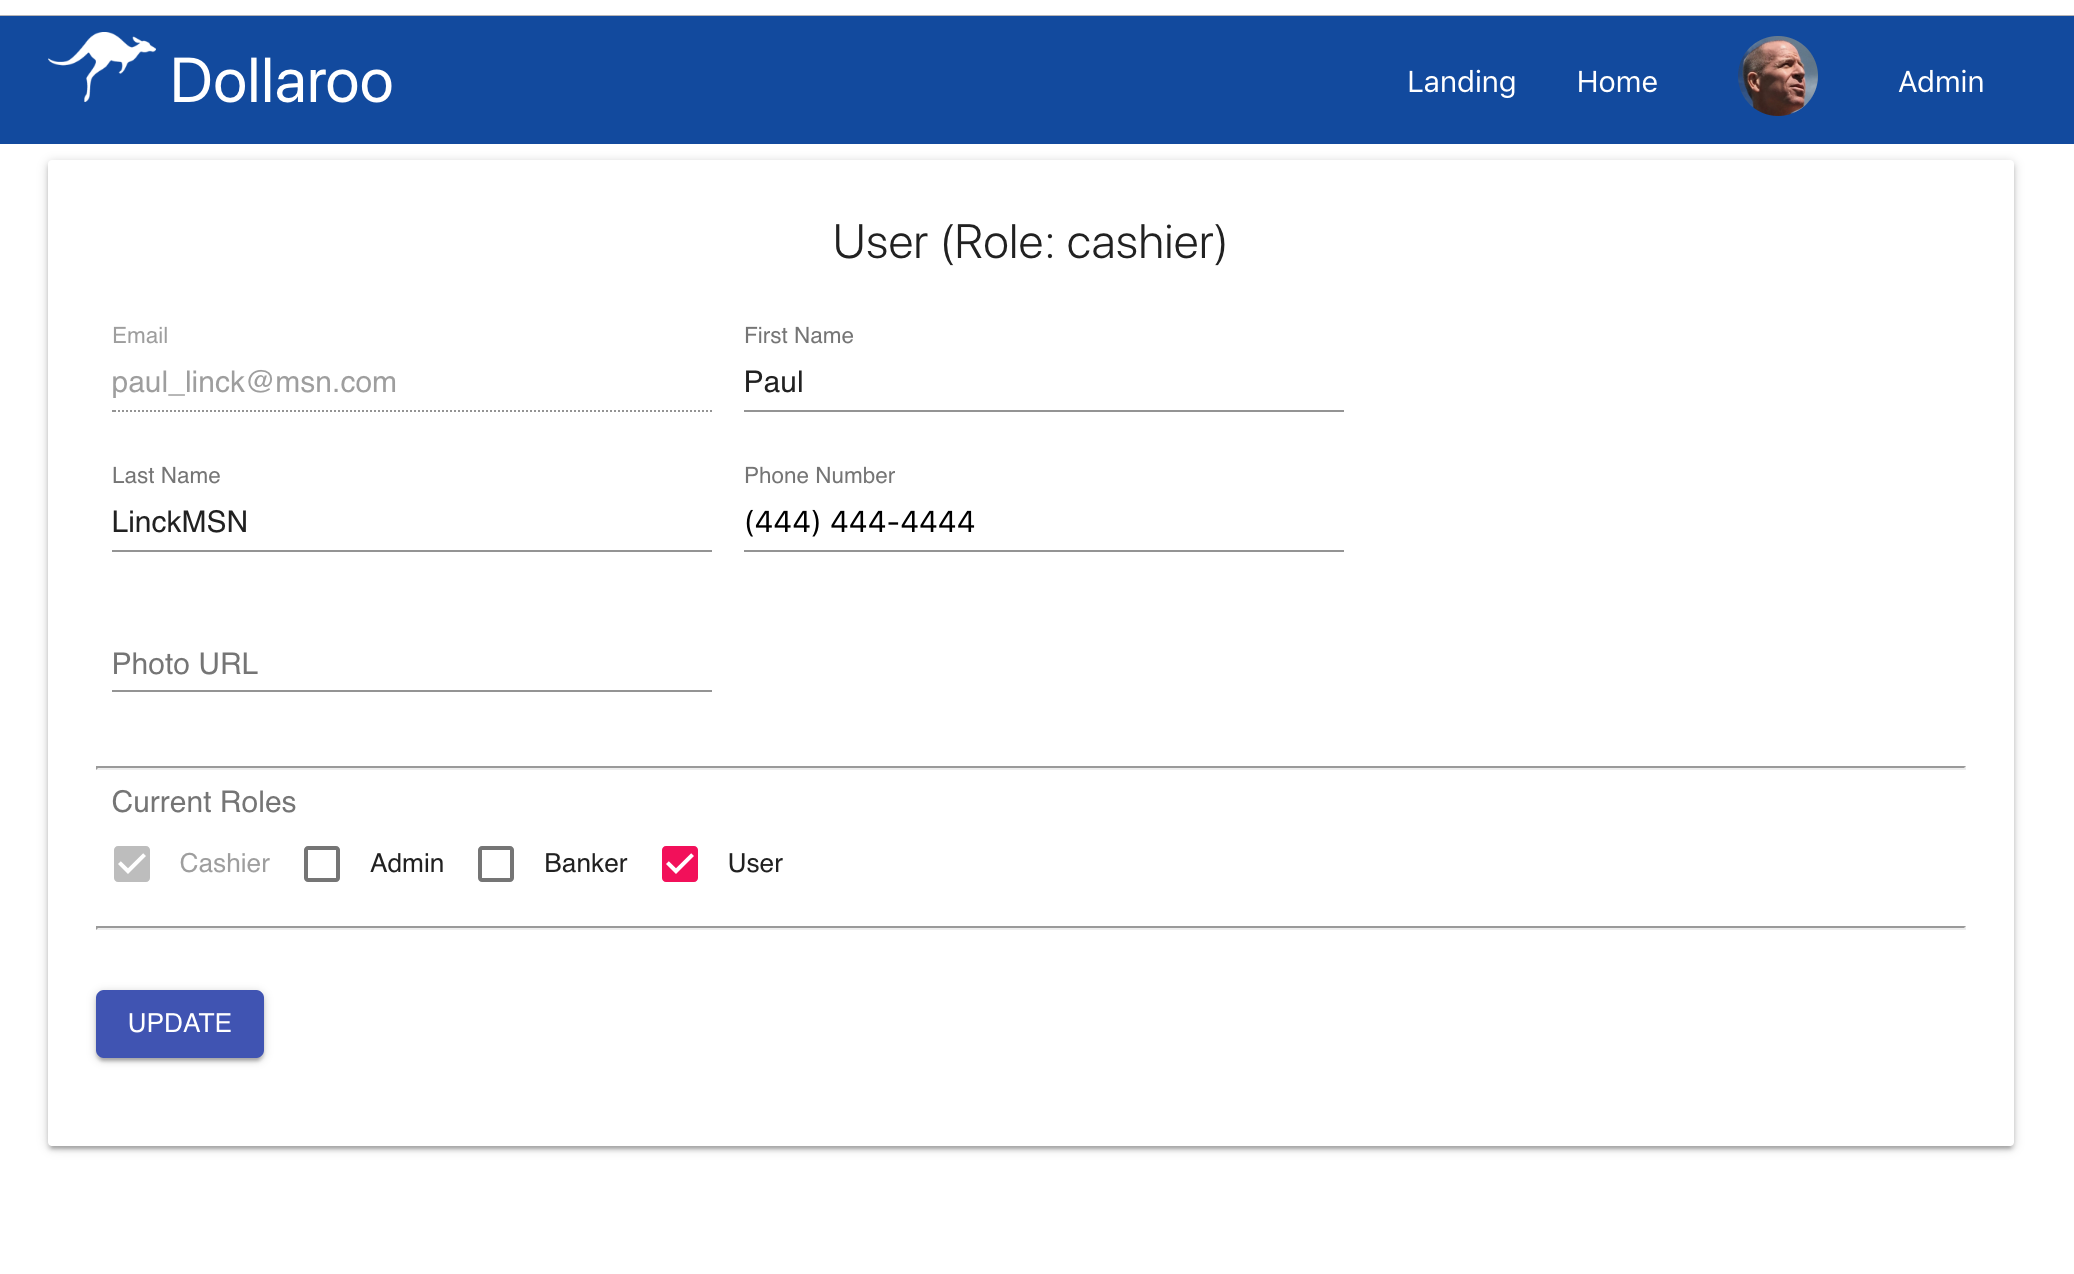 Dollaroo
Landing Home Admin
User (Role: cashier)
Email First Name
paul_linck@msn.com Paul
Last Name Phone Number
LinckMSN (444) 444-4444
Photo URL
Current Roles
Cashier Admin Banker User
UPDATE